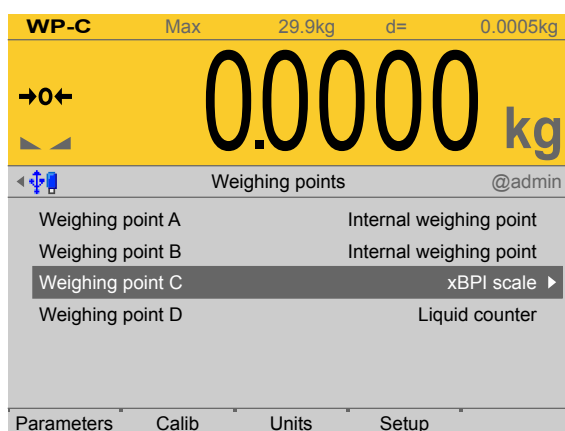 WP-C Max 29.9kg d= 0.0005kg
→0←
0.0000 kg
Weighing points @admin
Weighing point A Internal weighing point
Weighing point B Internal weighing point
Weighing point C xBPI scale
Weighing point D Liquid counter
Parameters Calib Units Setup